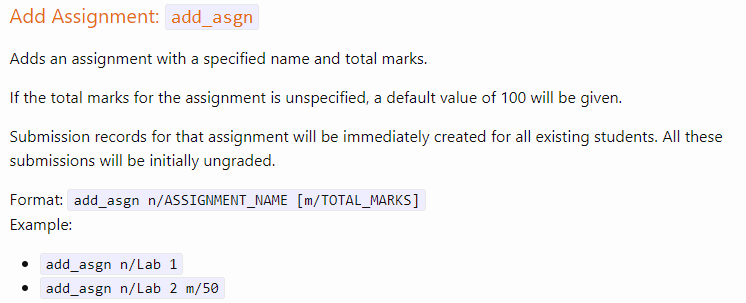 Add Assignment: add_asgn
Adds an assignment with a specified name and total marks.
If the total marks for the assignment is unspecified, a default value of 100 will be given.
Submission records for that assignment will be immediately created for all existing students. All these
submissions will be initially ungraded.
Format: add_asgn n/ASSIGNMENT_NAME [m/TOTAL_MARKS]
Example:
• add_asgn n/Lab 1
• add_asgn n/Lab 2 m/50